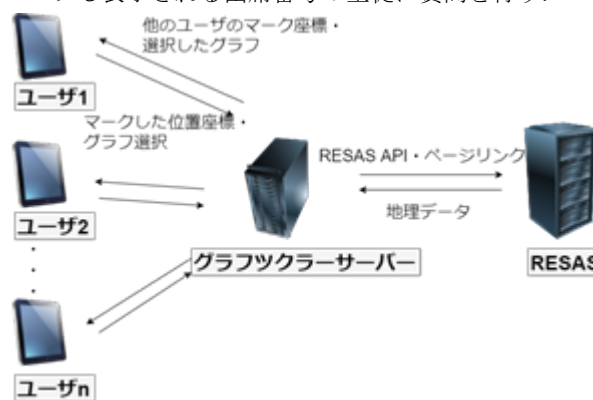 他のユーザのマーク座標・
選択したグラフ
ユーザ1
マークした位置座標・
グラフ選択
RESAS API・ページリンク
地理データ
ユーザ2
グラフツクラーサーバー
RESAS
ユーザn